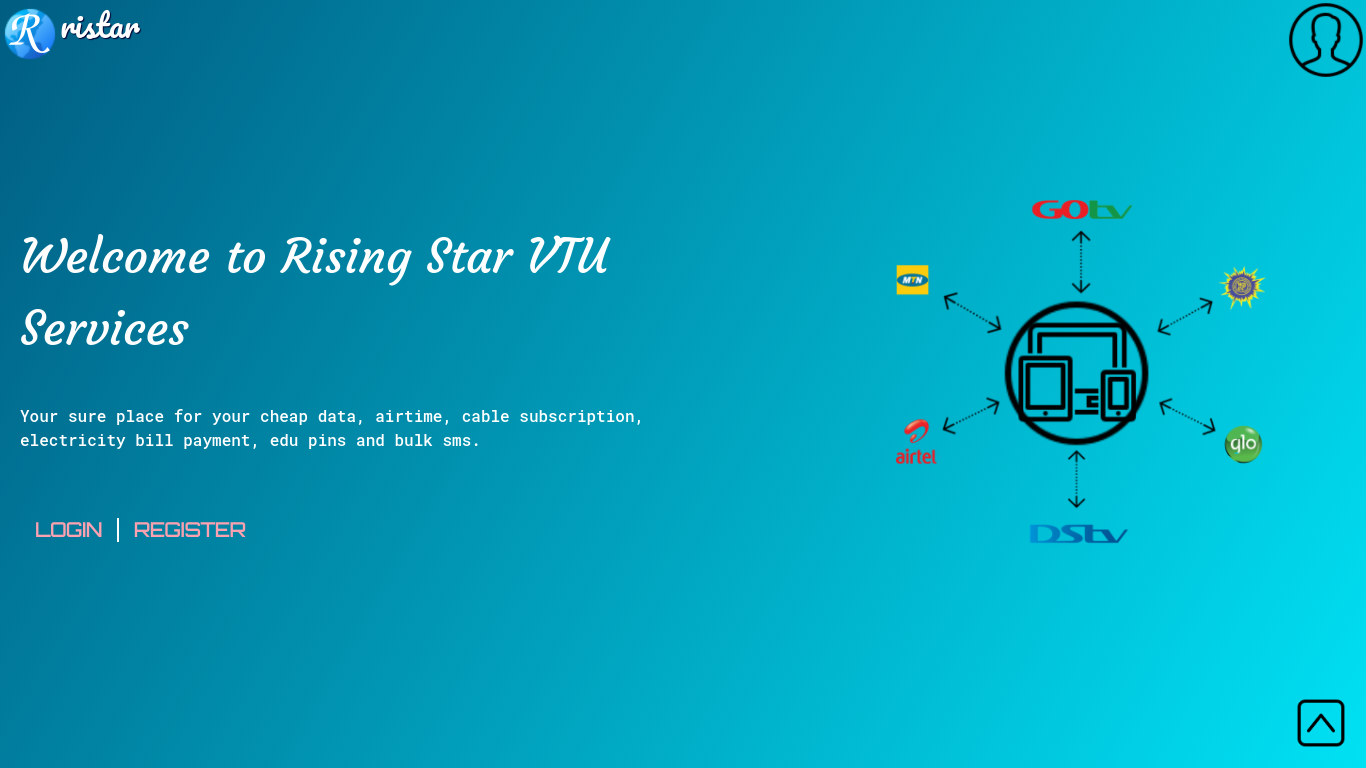 R ristar
GOtv
MTN
Welcome to Rising Star VTU
Services
Your sure place for your cheap data, airtime, cable subscription,
electricity bill payment, edu pins and bulk sms.
airtel
glo
LOGIN | REGISTER
DStv